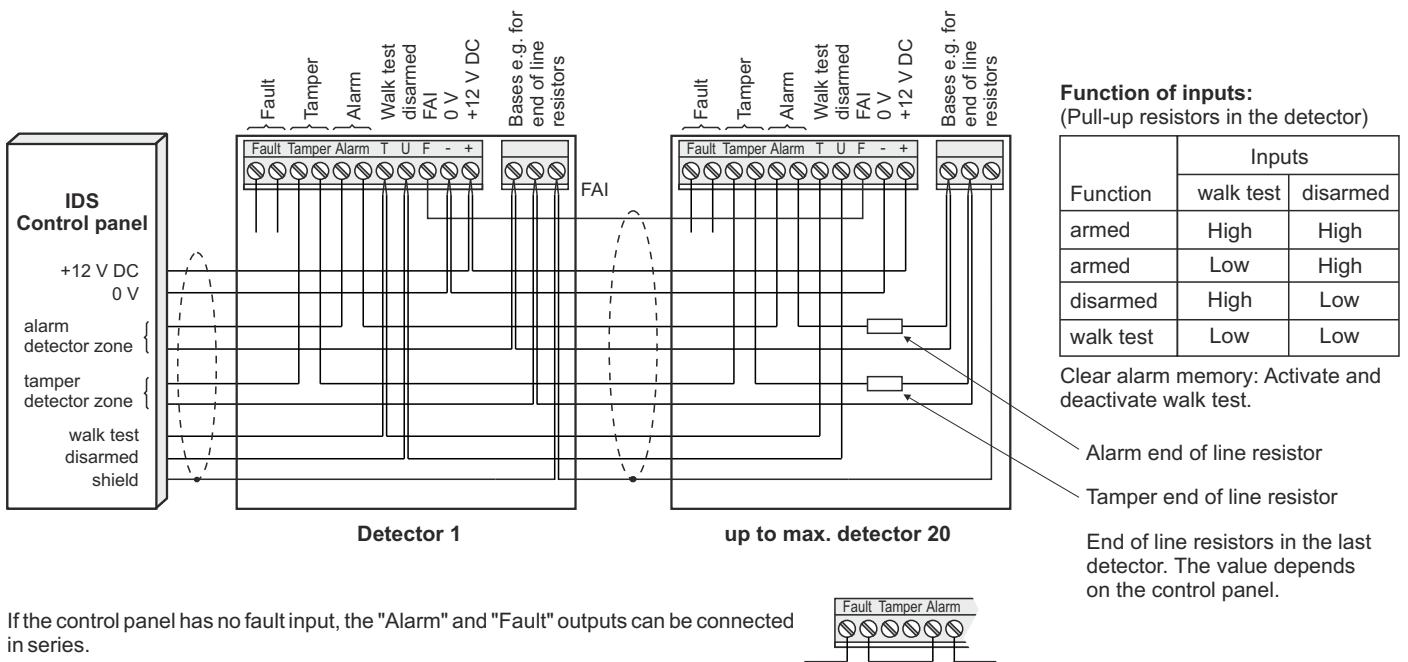 Fault
Tamper
Alarm
Walk test
disarmed
FAI
0 V
+12 V DC
Bases e.g. for
end of line
resistors
Fault
Tamper
Alarm
Walk test
disarmed
FAI
0 V
+12 V DC
Bases e.g. for
end of line
resistors
Fault Tamper Alarm T U F - +
FAI
Fault Tamper Alarm T U F - +
IDS
Control panel
+12 V DC
0 V
alarm
detector zone
tamper
detector zone
walk test
disarmed
shield
Detector 1
up to max. detector 20
Function of inputs:
(Pull-up resistors in the detector)
Inputs
Function walk test disarmed
armed High High
armed Low High
disarmed High Low
walk test Low Low
Clear alarm memory: Activate and
deactivate walk test.
Alarm end of line resistor
Tamper end of line resistor
End of line resistors in the last
detector. The value depends
on the control panel.
If the control panel has no fault input, the "Alarm" and "Fault" outputs can be connected
in series.
Fault Tamper Alarm